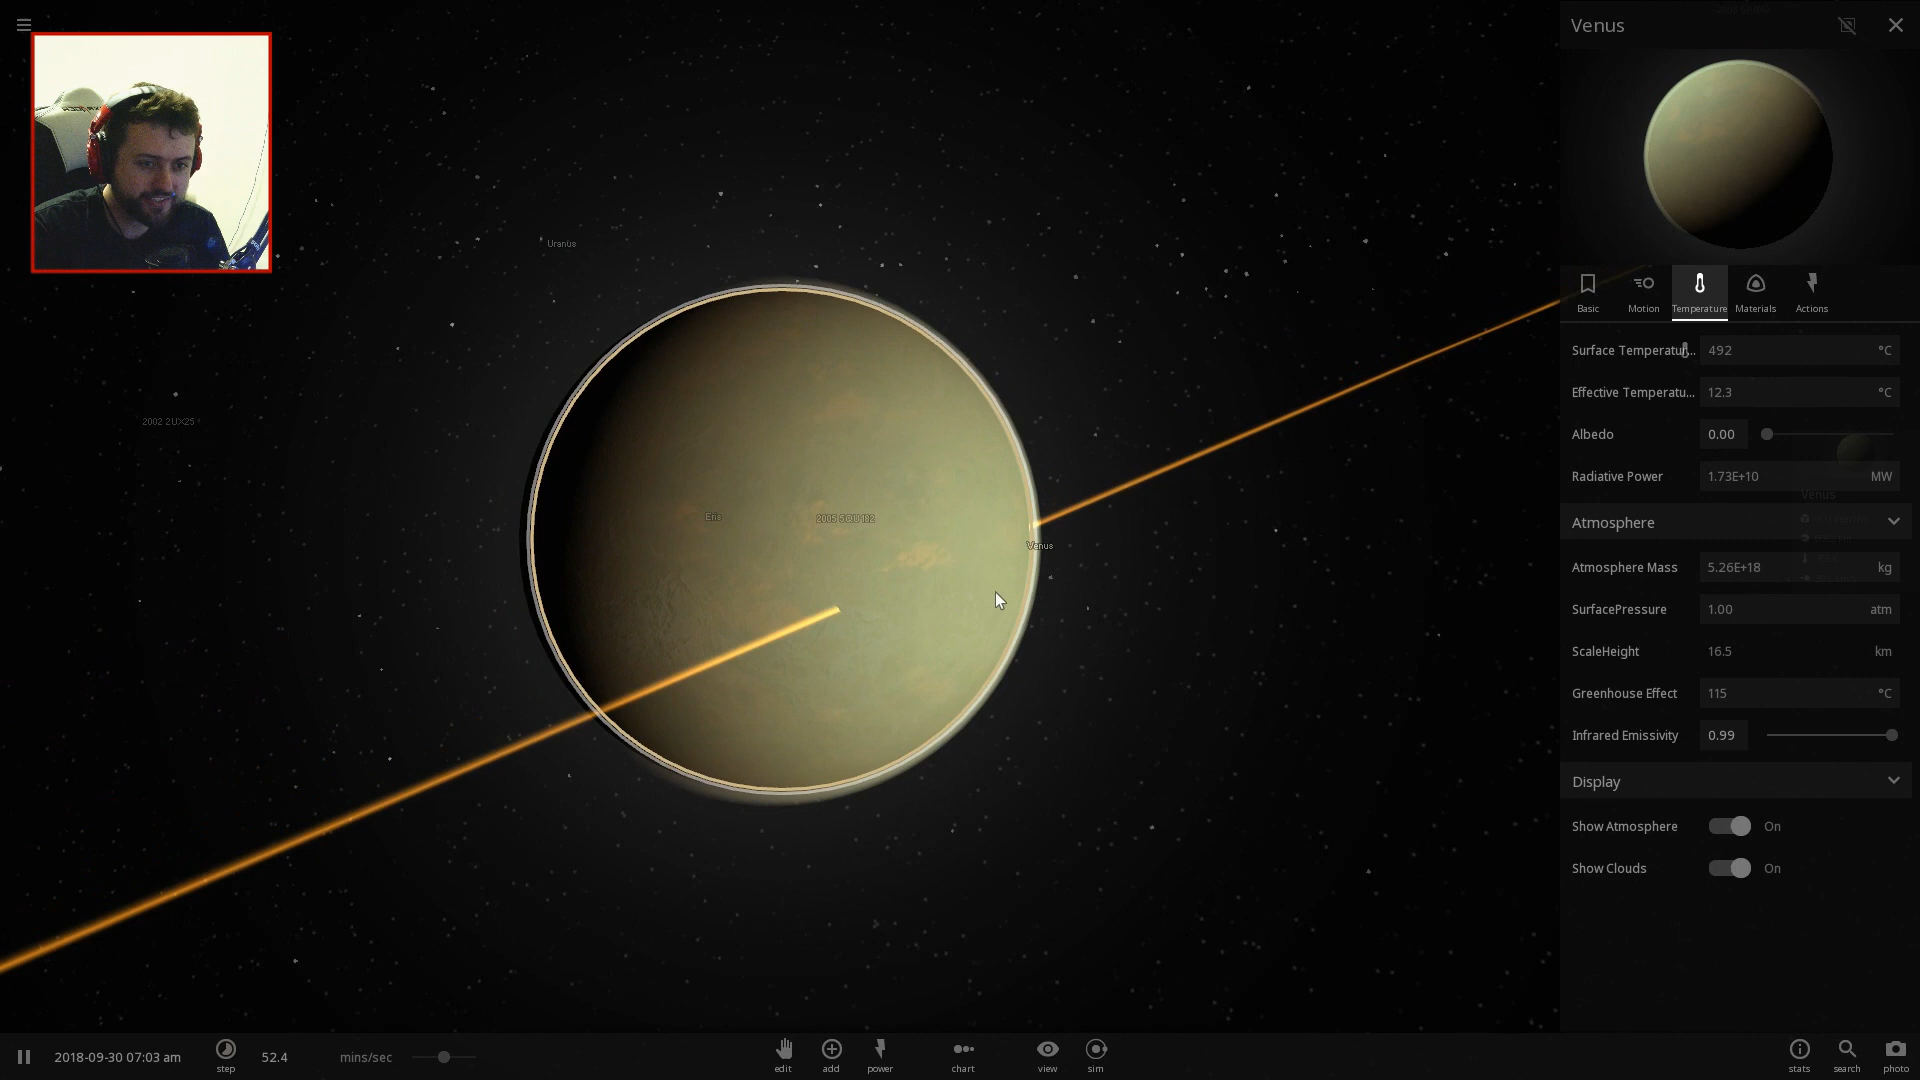 Venus
Uranus
2002 2UX25
Eris
Venus
Basic
Motion
Temperature
Materials
Actions
Surface Temperatur...
492
°C
Effective Temperatu...
12.3
°C
Albedo
0.00
Radiative Power
1.73E+10
MW
Venus
Atmosphere
Atmosphere Mass
5.26E+18
kg
SurfacePressure
1.00
atm
ScaleHeight
16.5
km
Greenhouse Effect
115
°C
Infrared Emissivity
0.99
Display
Show Atmosphere
On
Show Clouds
On
2018-09-30 07:03 am
step
52.4
mins/sec
edit
add
power
chart
view
sim
stats
search
photo